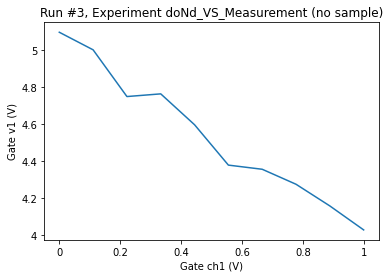 Run #3, Experiment doNd_VS_Measurement (no sample)
Gate v1 (V)
5
4.8
4.6
4.4
4.2
4
0 0.2 0.4 0.6 0.8 1
Gate ch1 (V)